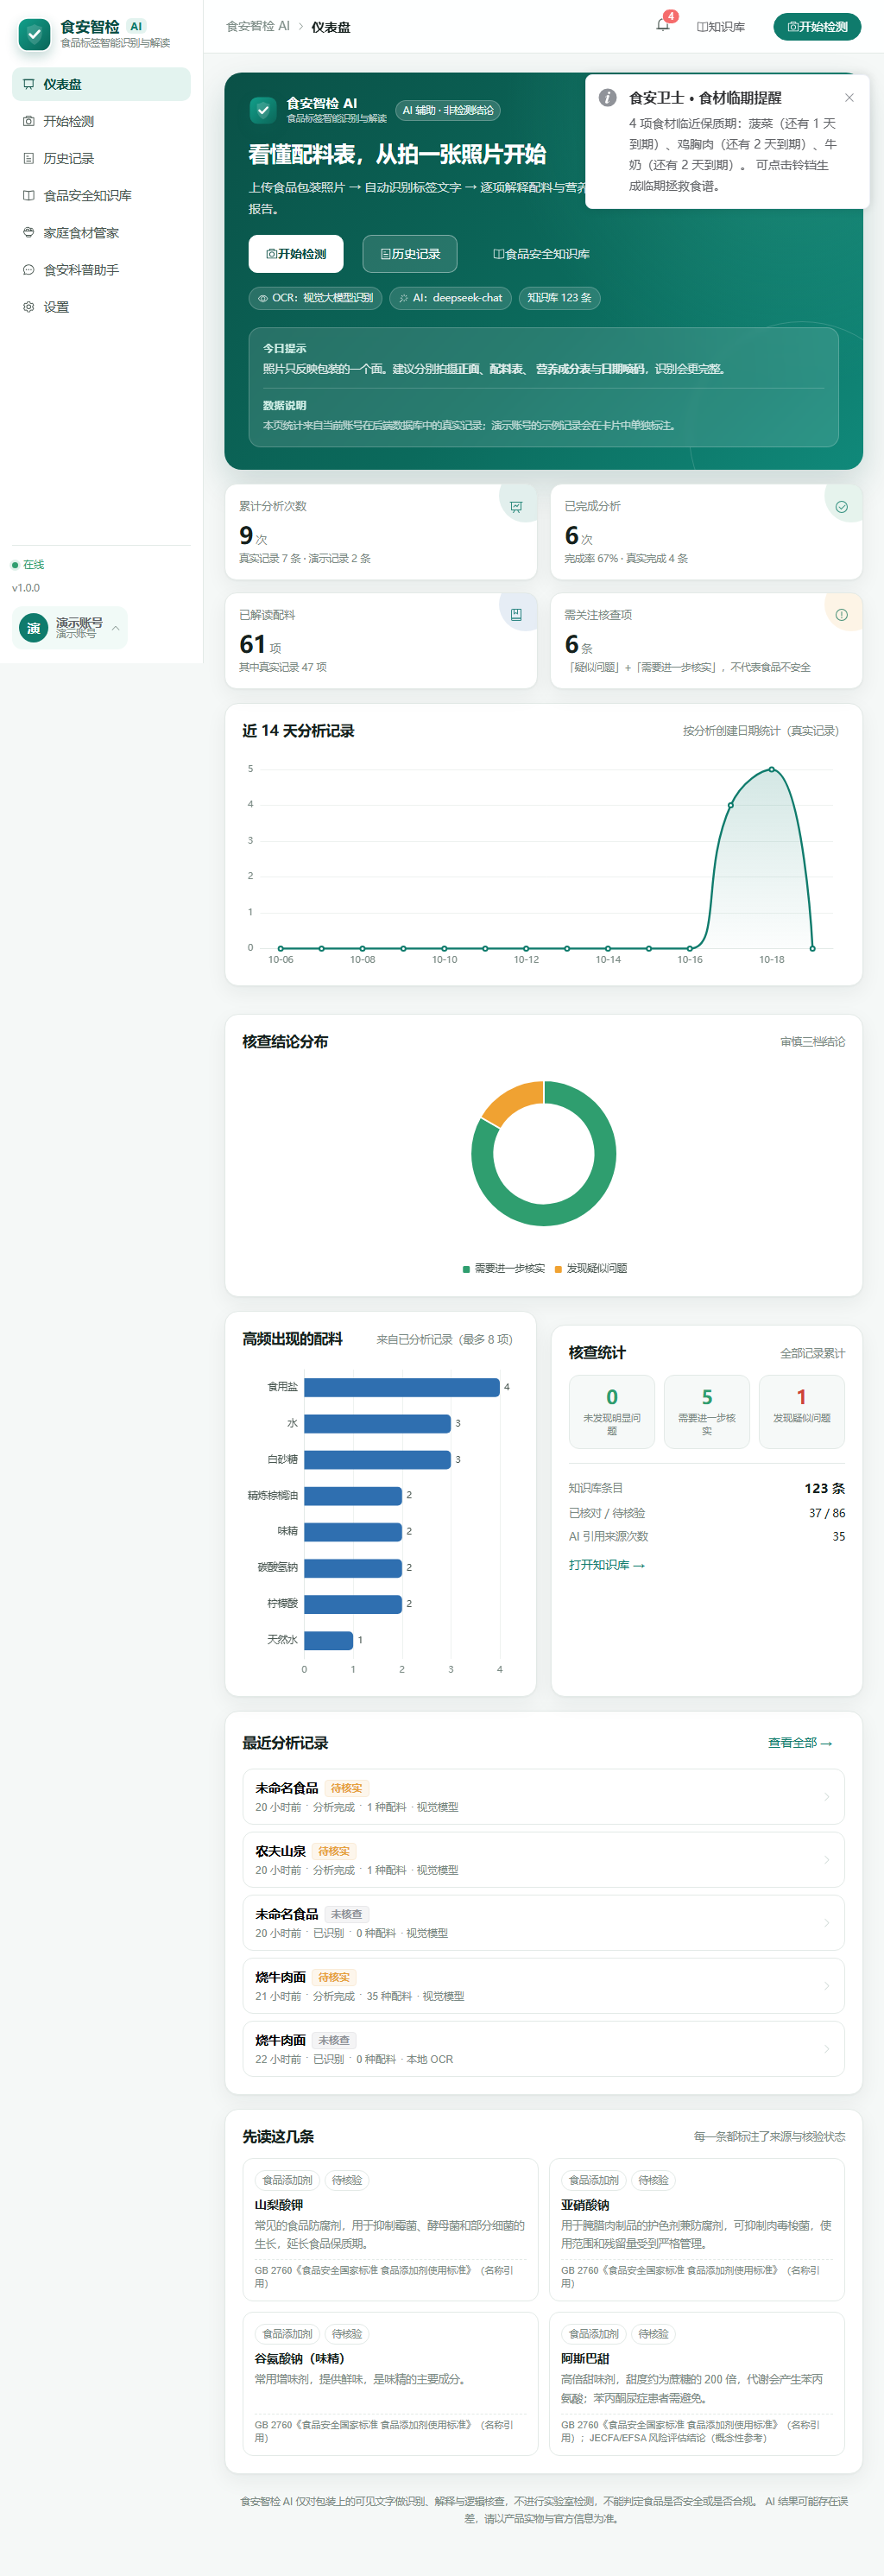 食安智检 AI
食品标签智能识别与解读
仪表盘
开始检测
历史记录
食品安全知识库
家庭食材管家
食安科普助手
设置
在线
v1.0.0
演
演示账号
演示账号
食安智检 AI > 仪表盘
4
知识库
开始检测
食安卫士 • 食材临期提醒
4 项食材临近保质期：菠菜（还有 1 天
到期）、鸡胸肉（还有 2 天到期）、牛
奶（还有 2 天到期）。 可点击铃铛生
成临期拯救食谱。
食安智检 AI
食品标签智能识别与解读
AI 辅助 · 非检测结论
看懂配料表，从拍一张照片开始
上传食品包装照片 → 自动识别标签文字 → 逐项解释配料与营养
报告。
开始检测
历史记录
食品安全知识库
OCR：视觉大模型识别
AI：deepseek-chat
知识库 123 条
今日提示
照片只反映包装的一个面。建议分别拍摄正面、配料表、 营养成分表与日期喷码，识别会更完整。
数据说明
本页统计来自当前账号在后端数据库中的真实记录；演示账号的示例记录会在卡片中单独标注。
累计分析次数
9 次
真实记录 7 条 · 演示记录 2 条
已完成分析
6 次
完成率 67% · 真实完成 4 条
已解读配料
61 项
其中真实记录 47 项
需关注核查项
6 条
「疑似问题」+「需要进一步核实」，不代表食品不安全
近 14 天分析记录
按分析创建日期统计（真实记录）
5
4
3
2
1
0
10-06 10-08 10-10 10-12 10-14 10-16 10-18
核查结论分布
审慎三档结论
需要进一步核实 发现疑似问题
高频出现的配料
来自已分析记录（最多 8 项）
食用盐 4
水 3
白砂糖 3
精炼棕榈油 2
味精 2
碳酸氢钠 2
柠檬酸 2
天然水 1
0 1 2 3 4
核查统计
全部记录累计
0
未发现明显问
题
5
需要进一步核
实
1
发现疑似问题
知识库条目 123 条
已核对 / 待核验 37 / 86
AI 引用来源次数 35
打开知识库 →
最近分析记录
查看全部 →
未命名食品 待核实
20 小时前 · 分析完成 · 1 种配料 · 视觉模型
农夫山泉 待核实
20 小时前 · 分析完成 · 1 种配料 · 视觉模型
未命名食品 未核查
20 小时前 · 已识别 · 0 种配料 · 视觉模型
烧牛肉面 待核实
21 小时前 · 分析完成 · 35 种配料 · 视觉模型
烧牛肉面 未核查
22 小时前 · 已识别 · 0 种配料 · 本地 OCR
先读这几条
每一条都标注了来源与核验状态
食品添加剂 待核验
山梨酸钾
常见的食品防腐剂，用于抑制霉菌、酵母菌和部分细菌的
生长，延长食品保质期。
GB 2760《食品安全国家标准 食品添加剂使用标准》（名称引
用）
食品添加剂 待核验
亚硝酸钠
用于腌腊肉制品的护色剂兼防腐剂，可抑制肉毒梭菌，使
用范围和残留量受到严格管理。
GB 2760《食品安全国家标准 食品添加剂使用标准》（名称引
用）
食品添加剂 待核验
谷氨酸钠（味精）
常用增味剂，提供鲜味，是味精的主要成分。
GB 2760《食品安全国家标准 食品添加剂使用标准》（名称引
用）
食品添加剂 待核验
阿斯巴甜
高倍甜味剂，甜度约为蔗糖的 200 倍，代谢会产生苯丙
氨酸；苯丙酮尿症患者需避免。
GB 2760《食品安全国家标准 食品添加剂使用标准》（名称引
用）；JECFA/EFSA 风险评估结论（概念性参考）
食安智检 AI 仅对包装上的可见文字做识别、解释与逻辑核查，不进行实验室检测，不能判定食品是否安全或是否合规。 AI 结果可能存在误
差，请以产品实物与官方信息为准。